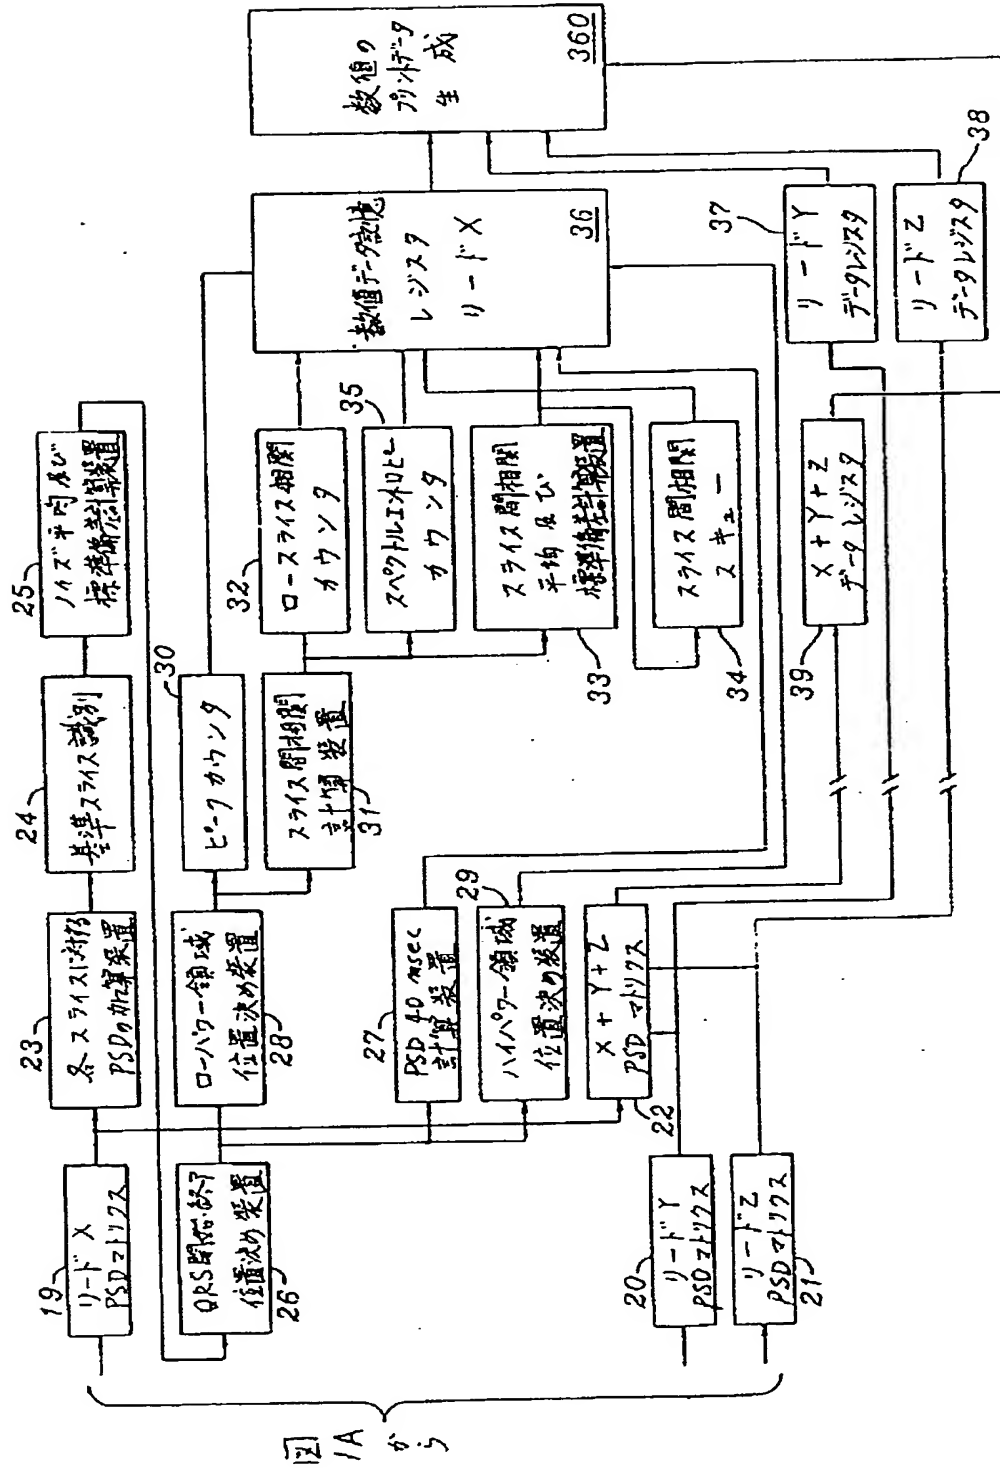 図1A
から
19
リード X
PSDマトリクス
23
各スライスに対する
PSDの加算装置
24
基準スライス識別
25
ノイズ平均及び
標準偏差計算装置
QRS開始・終了
位置決め装置
26
ローパワー領域
位置決め装置
28
30
ピークカウンタ
スライス間相関
計算装置
31
32
ロースライス相関
カウンタ
35
スペクトルエントロピー
カウンタ
スライス間相関
平均及び
標準偏差計算装置
33
スライス間相関
スキュー
34
27
PSD 40 msec
計算装置
29
ハイパワー領域
位置決め装置
X + Y + Z
PSD マトリクス
22
20
リード Y
PSDマトリクス
リード Z
PSDマトリクス
21
数値データ記憶
レジスタ
リード X
36
数値の
プリントデータ
生成
360
37
リード Y
データレジスタ
リード Z
データレジスタ
38
X + Y + Z
データレジスタ
39